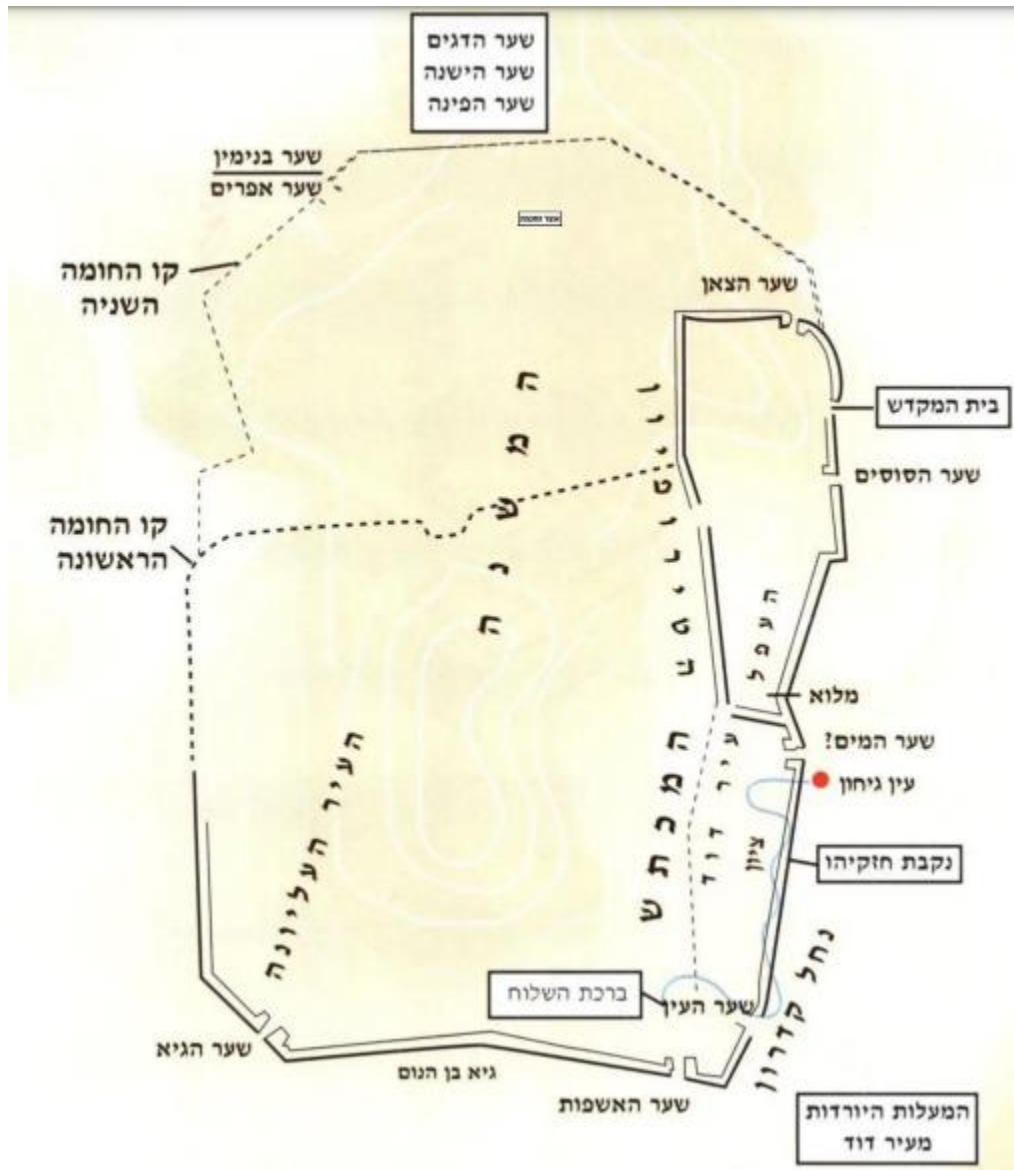 שער הדגים
שער הישנה
שער הפינה
שער בנימין
שער אפרים
קו החומה
השניה
שער הצאן
בית המקדש
המשנה
שער הסוסים
קו החומה
הראשונה
העפל
מלוא
שער המים?
עין גיחון
המכתש
עיר דוד
ציון
העיר העליונה
נקבת חזקיהו
נחל קדרון
ברכת השלוח
שער העין
שער הגיא
גיא בן הנום
שער האשפות
המעלות היורדות
מעיר דוד